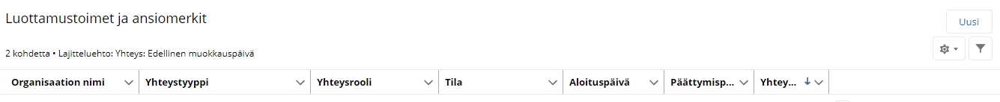 Luottamustoimet ja ansiomerkit
Uusi
2 kohdetta • Lajitteluehto: Yhteys: Edellinen muokkauspäivä
Organisaation nimi Yhteystyyppi Yhteysrooli Tila Aloituspäivä Päättymisp... Yhtey...